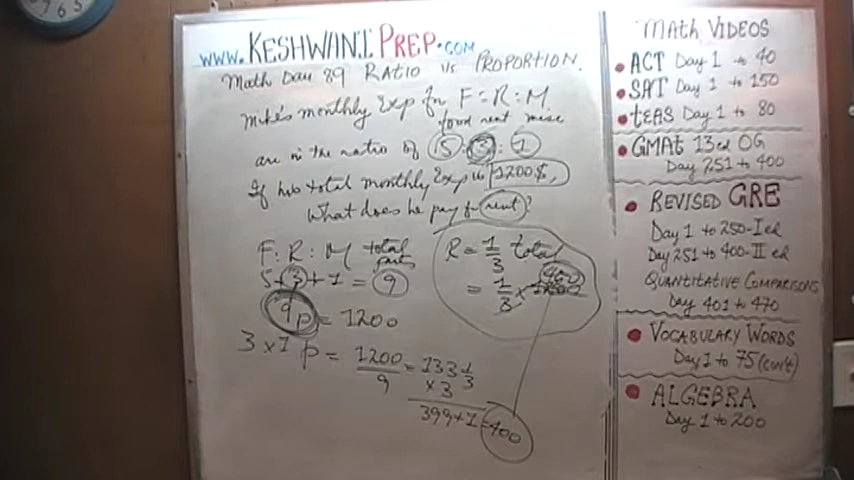 www.KESHWANIPREP.COM
Math Day 89 RATIO vs PROPORTION.
Mike's monthly Exp for F:R:M
food rent misc
are in the ratio of 5:3:1
If his total monthly Exp is 1200$,
What does he pay for rent?
F:R:M total
parts
5+3+1 = 9
9p = 1200
3×1 p = 1200/9 = 133 1/3
×3
399+1=400
R = 1/3 total
400
= 1/3 × 1200
MATH VIDEOS
ACT Day 1 to 40
SAT Day 1 to 150
tEAS Day 1 to 80
GMAt 13ed OG
Day 251 to 400
REVISED GRE
Day 1 to 250-I ed
Day 251 to 400-II ed
QUANTITATIVE COMPARISONS
Day 401 to 470
VOCABULARY WORDS
Day 1 to 75 (con't)
ALGEBRA
Day 1 to 200
7 6 5